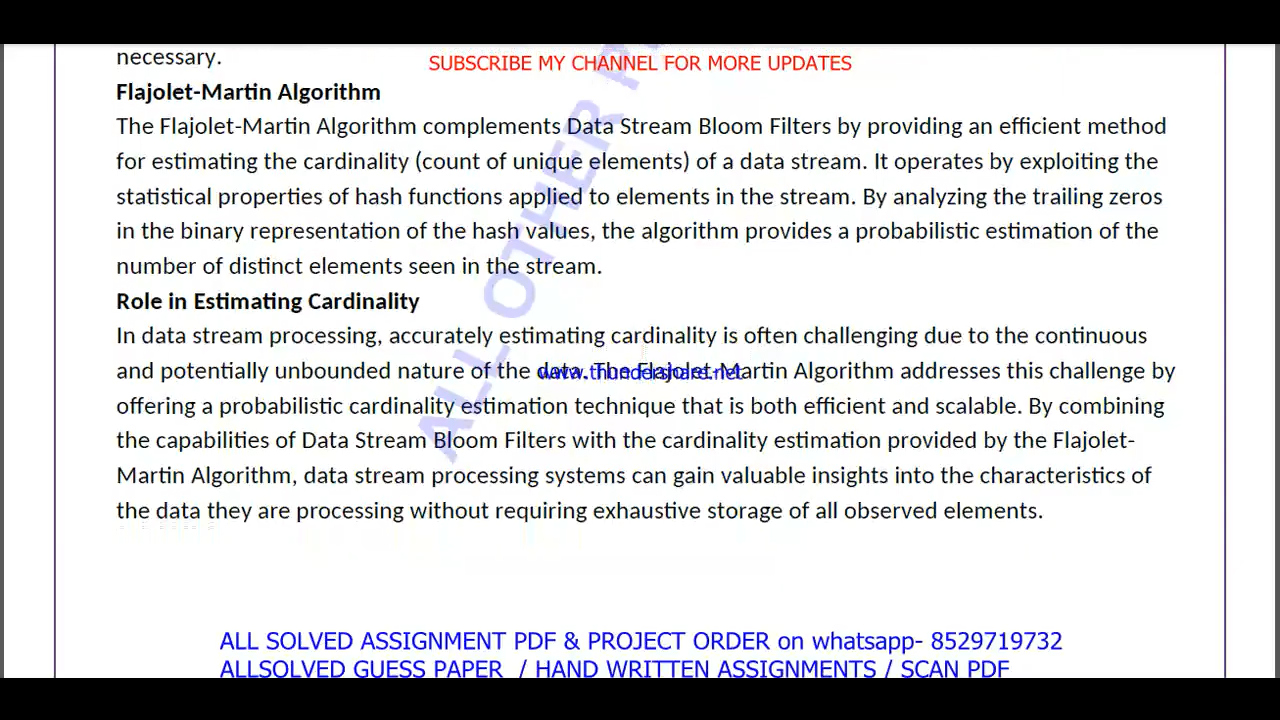 necessary.
SUBSCRIBE MY CHANNEL FOR MORE UPDATES
Flajolet-Martin Algorithm
The Flajolet-Martin Algorithm complements Data Stream Bloom Filters by providing an efficient method
for estimating the cardinality (count of unique elements) of a data stream. It operates by exploiting the
statistical properties of hash functions applied to elements in the stream. By analyzing the trailing zeros
in the binary representation of the hash values, the algorithm provides a probabilistic estimation of the
number of distinct elements seen in the stream.
Role in Estimating Cardinality
In data stream processing, accurately estimating cardinality is often challenging due to the continuous
and potentially unbounded nature of the data. The Flajolet-Martin Algorithm addresses this challenge by
www.thundershare.net
offering a probabilistic cardinality estimation technique that is both efficient and scalable. By combining
the capabilities of Data Stream Bloom Filters with the cardinality estimation provided by the Flajolet-
Martin Algorithm, data stream processing systems can gain valuable insights into the characteristics of
the data they are processing without requiring exhaustive storage of all observed elements.
ALL OTHER
ALL SOLVED ASSIGNMENT PDF & PROJECT ORDER on whatsapp- 8529719732
ALLSOLVED GUESS PAPER / HAND WRITTEN ASSIGNMENTS / SCAN PDF